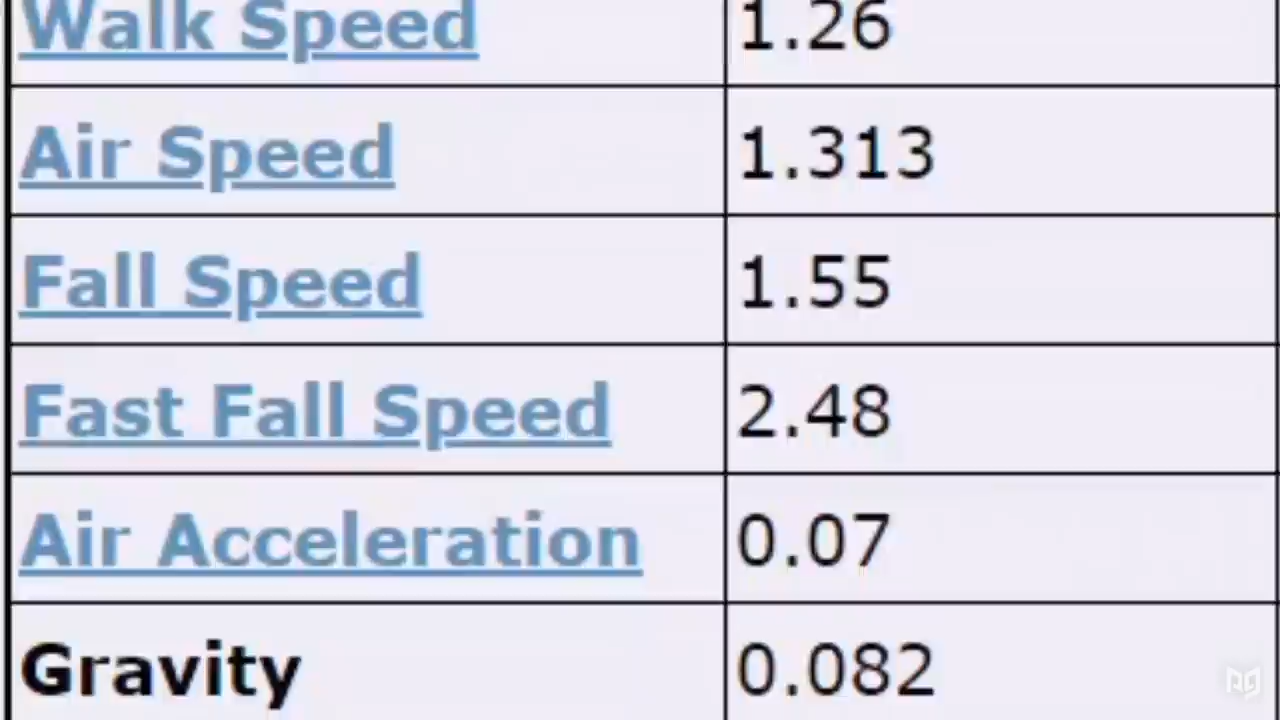 Walk Speed 1.26
Air Speed 1.313
Fall Speed 1.55
Fast Fall Speed 2.48
Air Acceleration 0.07
Gravity 0.082